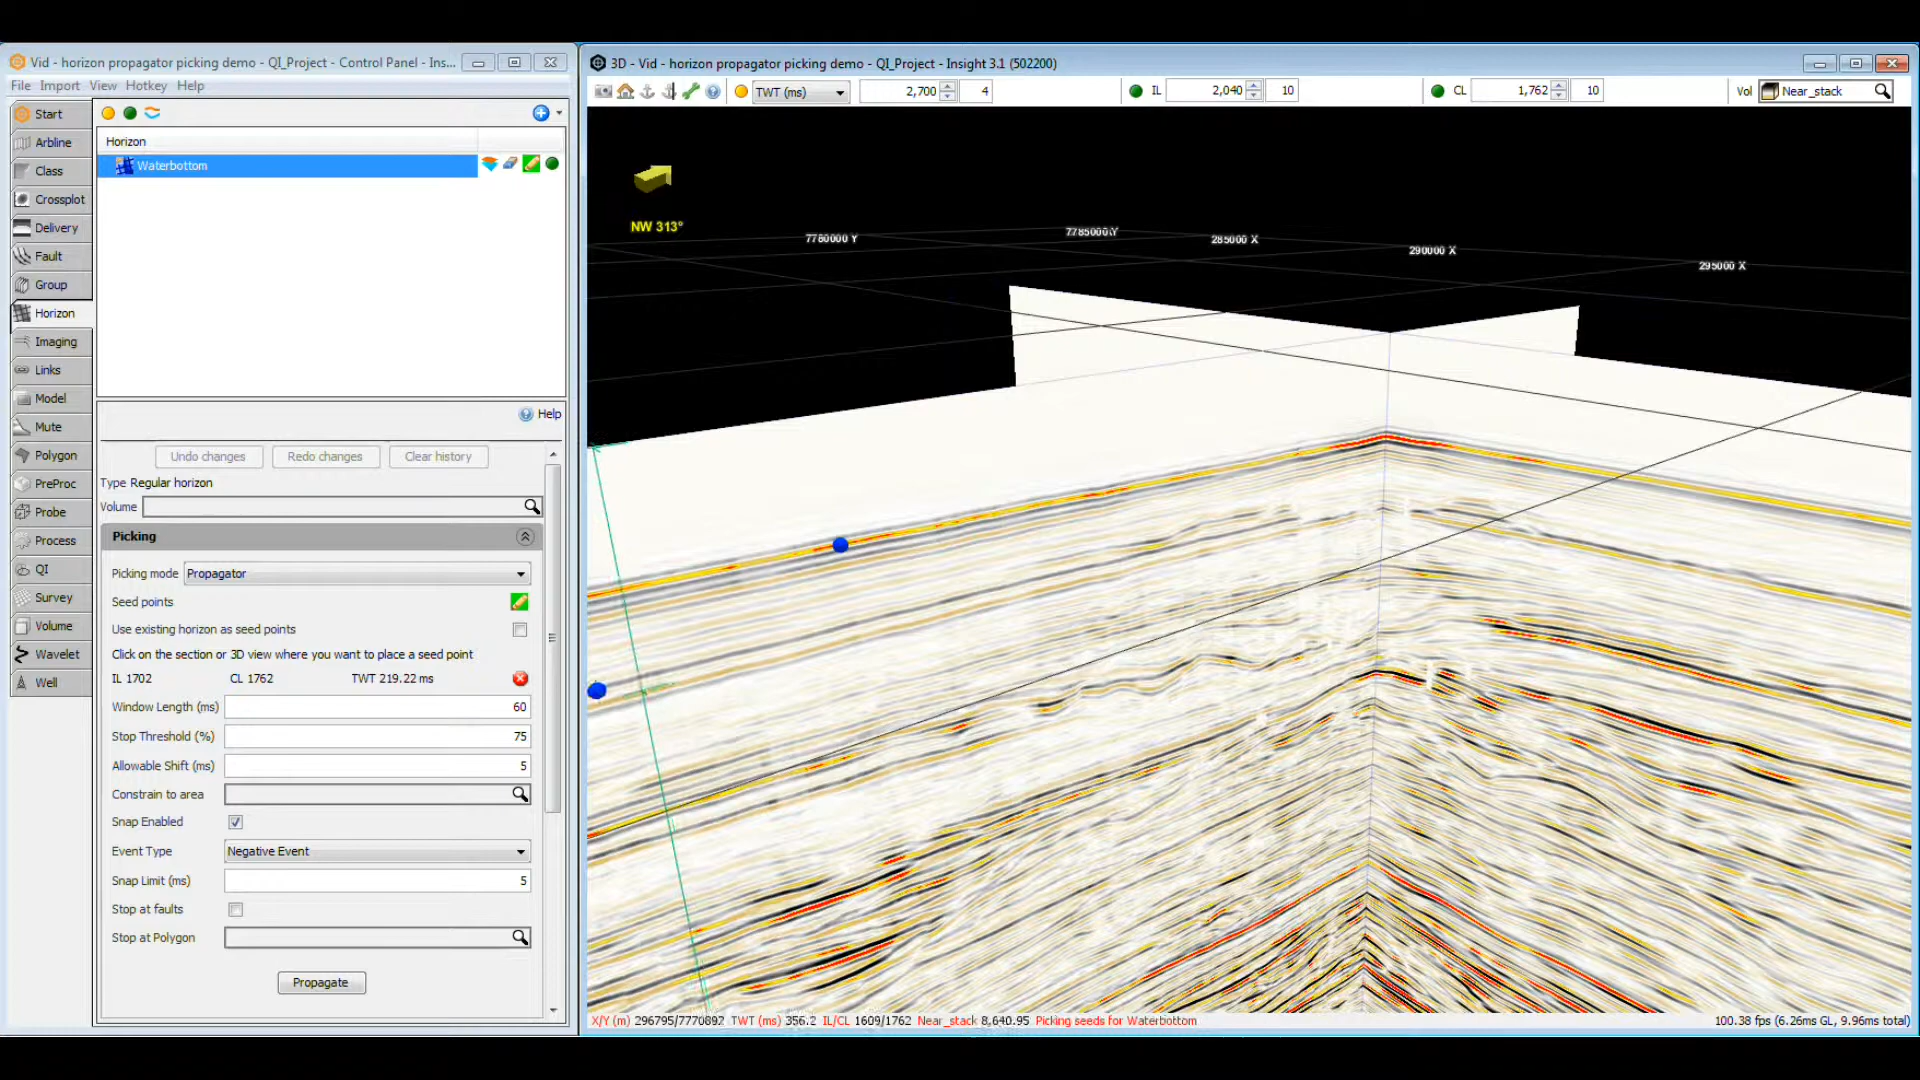 Vid - horizon propagator picking demo - QI_Project - Control Panel - Ins...
File Import View Hotkey Help
Start
Arbline
Class
Crossplot
Delivery
Fault
Group
Horizon
Imaging
Links
Model
Mute
Polygon
PreProc
Probe
Process
QI
Survey
Volume
Wavelet
Well
Horizon
Waterbottom
Help
Undo changes Redo changes Clear history
Type Regular horizon
Volume
Picking
Picking mode Propagator
Seed points
Use existing horizon as seed points
Click on the section or 3D view where you want to place a seed point
IL 1702 CL 1762 TWT 219.22 ms
Window Length (ms) 60
Stop Threshold (%) 75
Allowable Shift (ms) 5
Constrain to area
Snap Enabled
Event Type Negative Event
Snap Limit (ms) 5
Stop at faults
Stop at Polygon
Propagate
3D - Vid - horizon propagator picking demo - QI_Project - Insight 3.1 (502200)
TWT (ms) 2,700 4 IL 2,040 10 CL 1,762 10 Vol Near_stack
NW 313°
7780000 Y
7785000 Y
285000 X
290000 X
295000 X
X/Y (m) 296795/7770892 TWT (ms) 356.2 IL/CL 1609/1762 Near_stack 8,640.95 Picking seeds for Waterbottom
100.38 fps (6.26ms GL, 9.96ms total)